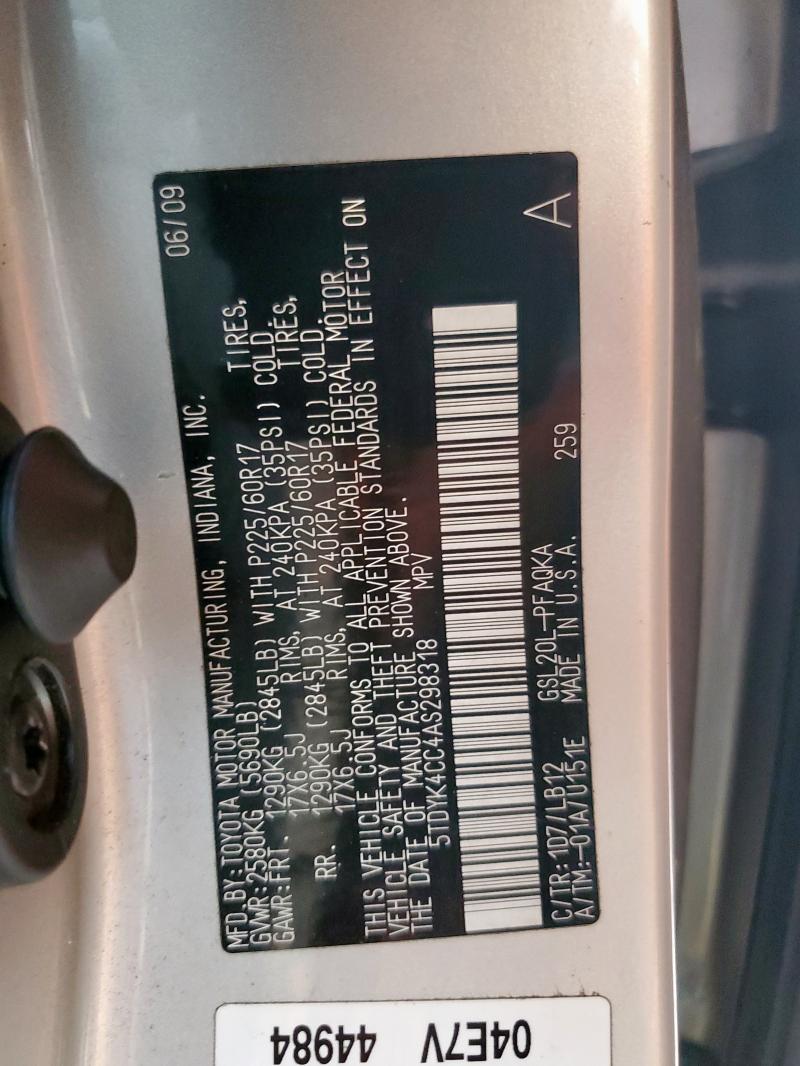 MFD. BY: TOYOTA MOTOR MANUFACTURING, INDIANA, INC. 06/09
GVWR: 2580KG (5690LB)
GAWR: FRT. 1290KG (2845LB) WITH P225/60R17 TIRES,
17X6.5J RIMS, AT 240KPA (35PSI) COLD.
RR. 1290KG (2845LB) WITH P225/60R17 TIRES,
17X6.5J RIMS, AT 240KPA (35PSI) COLD.
THIS VEHICLE CONFORMS TO ALL APPLICABLE FEDERAL MOTOR
VEHICLE SAFETY AND THEFT PREVENTION STANDARDS IN EFFECT ON
THE DATE OF MANUFACTURE SHOWN ABOVE.
5TDYK4CC4AS298318 MPV
C/TR: 1D7/LB12 GSL20L-PFAQKA A
A/TM: -01A/U151E MADE IN U.S.A. 259
04E7V
44984